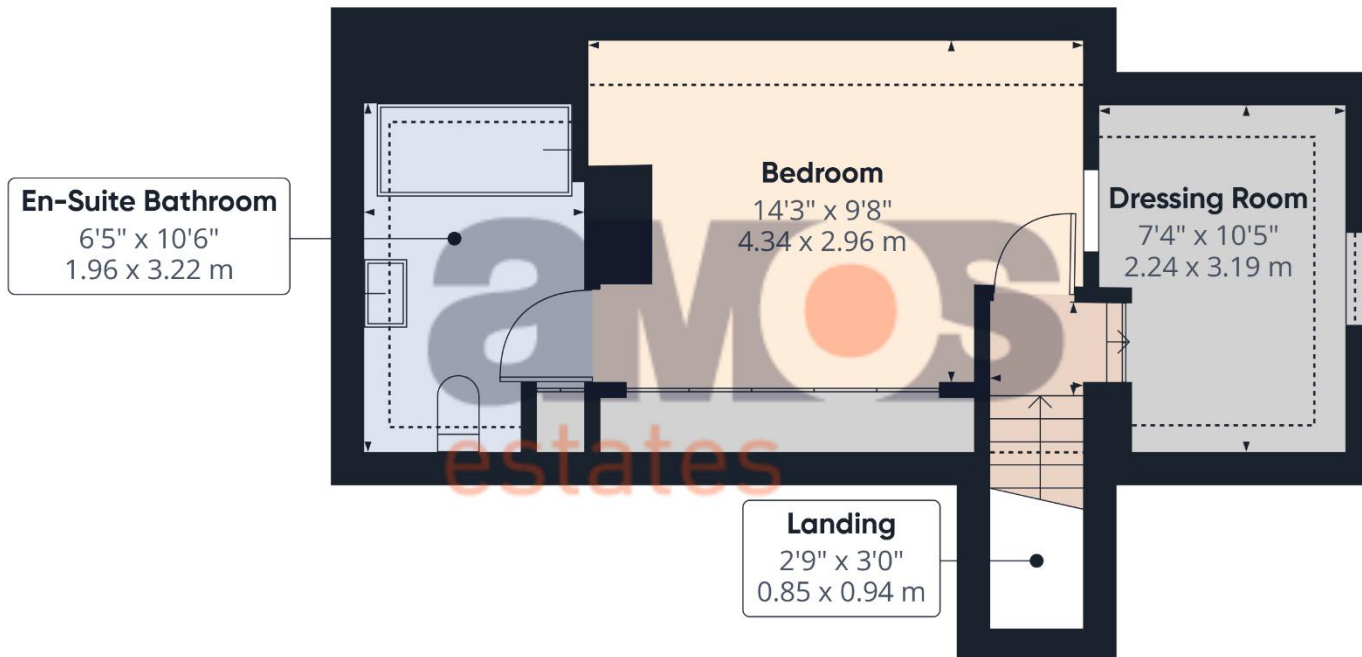 En-Suite Bathroom
6'5" x 10'6"
1.96 x 3.22 m
Bedroom
14'3" x 9'8"
4.34 x 2.96 m
Dressing Room
7'4" x 10'5"
2.24 x 3.19 m
amos
estates
Landing
2'9" x 3'0"
0.85 x 0.94 m